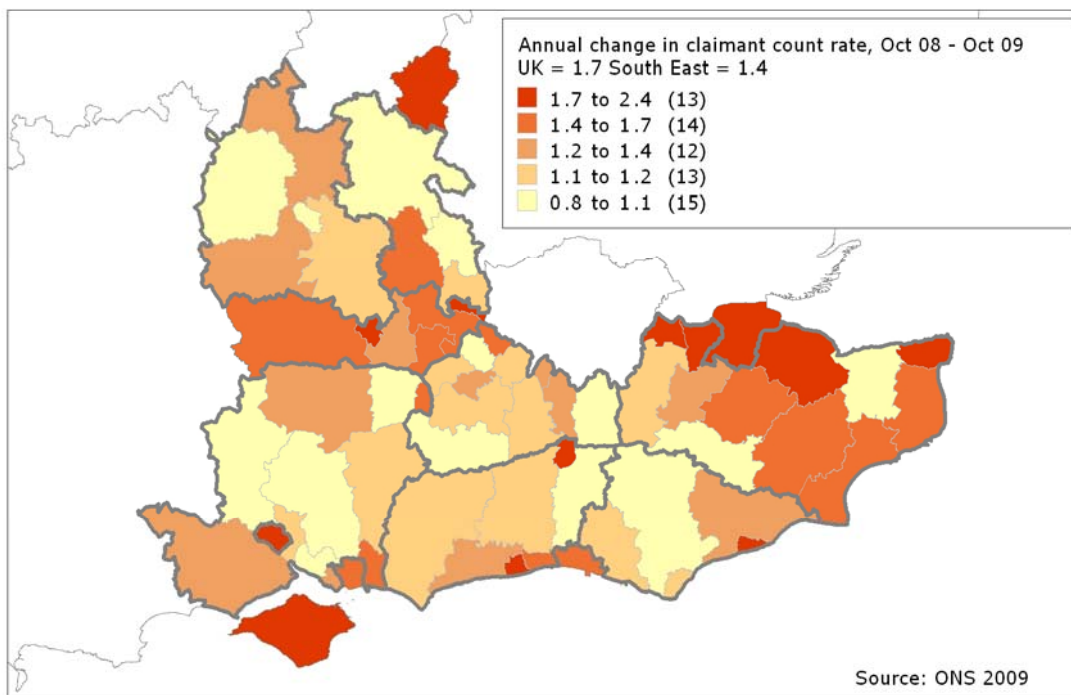 Annual change in claimant count rate, Oct 08 - Oct 09
UK = 1.7 South East = 1.4
1.7 to 2.4 (13)
1.4 to 1.7 (14)
1.2 to 1.4 (12)
1.1 to 1.2 (13)
0.8 to 1.1 (15)
Source: ONS 2009